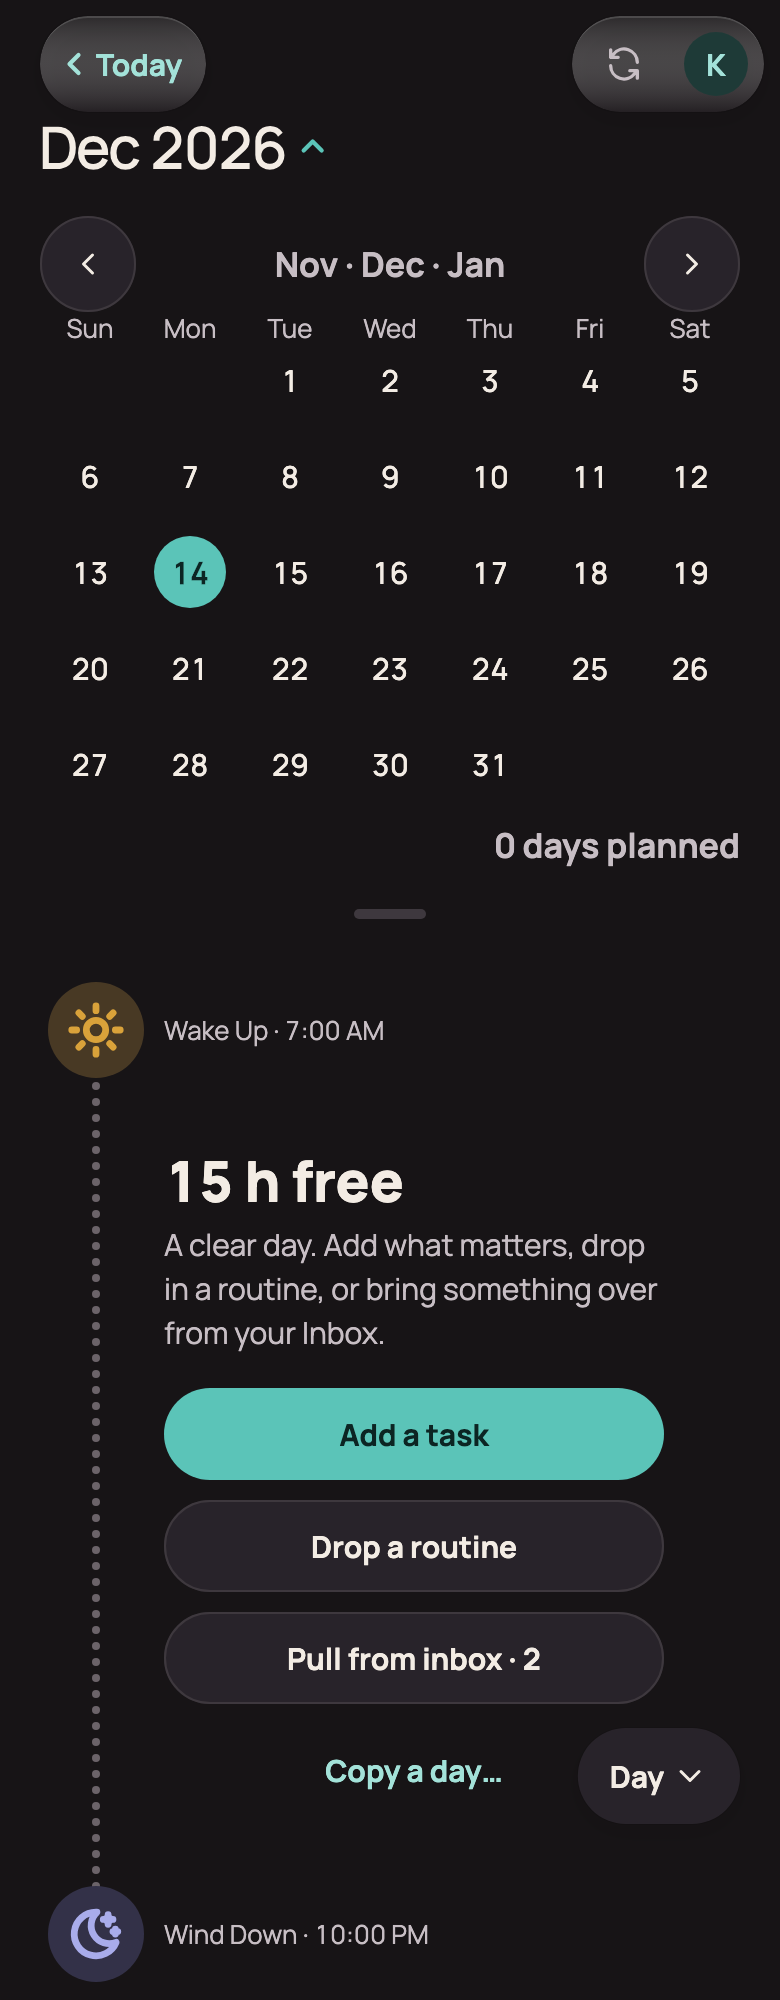 Today
K
Dec 2026
Nov · Dec · Jan
Sun Mon Tue Wed Thu Fri Sat
1 2 3 4 5
6 7 8 9 10 11 12
13 14 15 16 17 18 19
20 21 22 23 24 25 26
27 28 29 30 31
0 days planned
Wake Up · 7:00 AM
15 h free
A clear day. Add what matters, drop
in a routine, or bring something over
from your Inbox.
Add a task
Drop a routine
Pull from inbox · 2
Copy a day...
Day
Wind Down · 10:00 PM